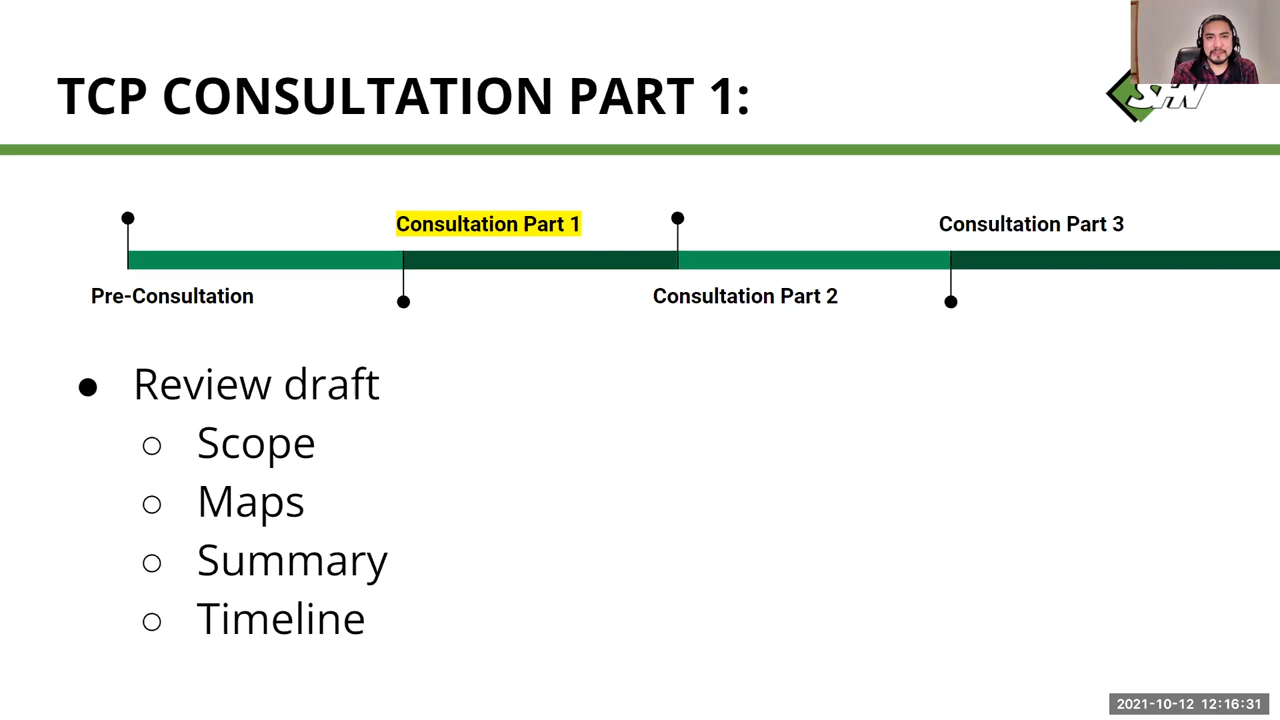 TCP CONSULTATION PART 1:
SHN
Consultation Part 1
Consultation Part 3
Pre-Consultation
Consultation Part 2
● Review draft
○ Scope
○ Maps
○ Summary
○ Timeline
2021-10-12 12:16:31